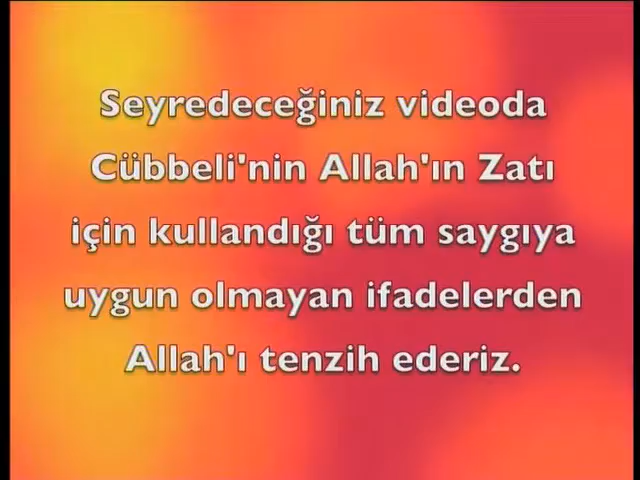 Seyredeceğiniz videoda
Cübbeli'nin Allah'ın Zatı
için kullandığı tüm saygıya
uygun olmayan ifadelerden
Allah'ı tenzih ederiz.